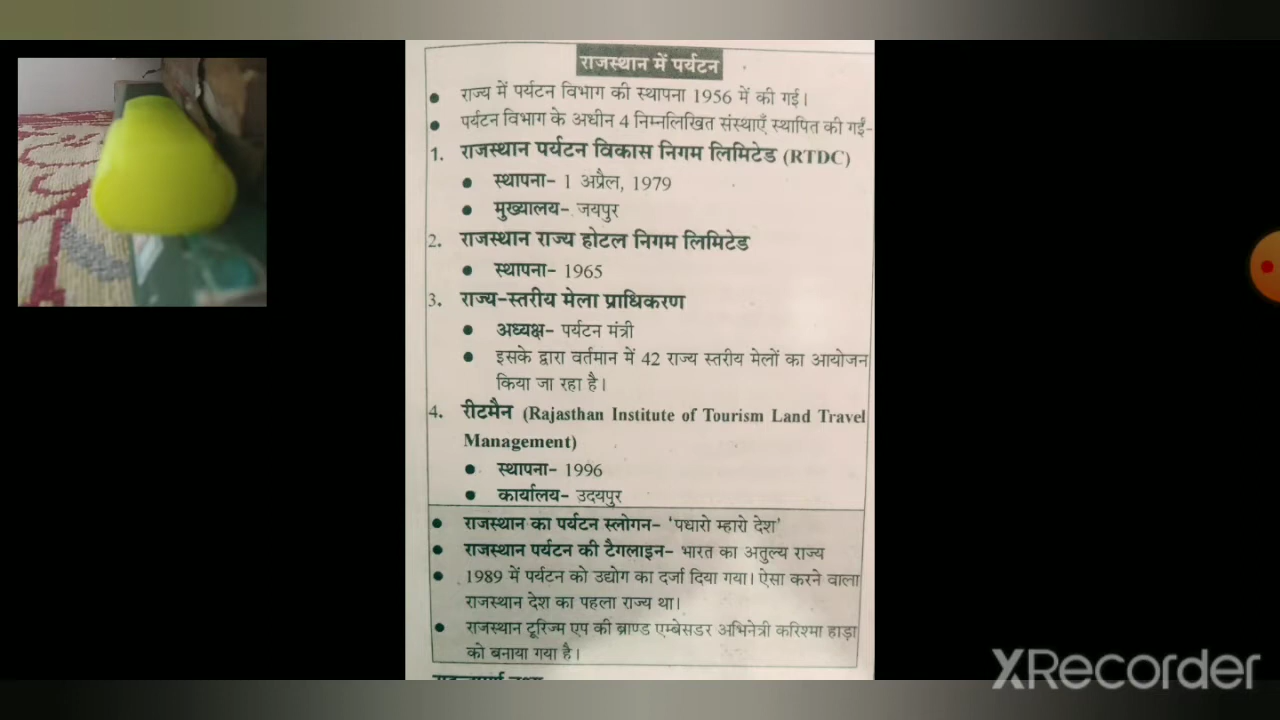 राजस्थान में पर्यटन
● राज्य में पर्यटन विभाग की स्थापना 1956 में की गई।
● पर्यटन विभाग के अधीन 4 निम्नलिखित संस्थाएँ स्थापित की गईं-
1. राजस्थान पर्यटन विकास निगम लिमिटेड (RTDC)
● स्थापना- 1 अप्रैल, 1979
● मुख्यालय- जयपुर
2. राजस्थान राज्य होटल निगम लिमिटेड
● स्थापना- 1965
3. राज्य-स्तरीय मेला प्राधिकरण
● अध्यक्ष- पर्यटन मंत्री
● इसके द्वारा वर्तमान में 42 राज्य स्तरीय मेलों का आयोजन
किया जा रहा है।
4. रीटमैन (Rajasthan Institute of Tourism Land Travel
Management)
● स्थापना- 1996
● कार्यालय- उदयपुर
● राजस्थान का पर्यटन स्लोगन- 'पधारो म्हारो देश'
● राजस्थान पर्यटन की टैगलाइन- भारत का अतुल्य राज्य
● 1989 में पर्यटन को उद्योग का दर्जा दिया गया। ऐसा करने वाला
राजस्थान देश का पहला राज्य था।
● राजस्थान टूरिज्म एप की ब्राण्ड एम्बेसडर अभिनेत्री करिश्मा हाड़ा
को बनाया गया है।
XRecorder